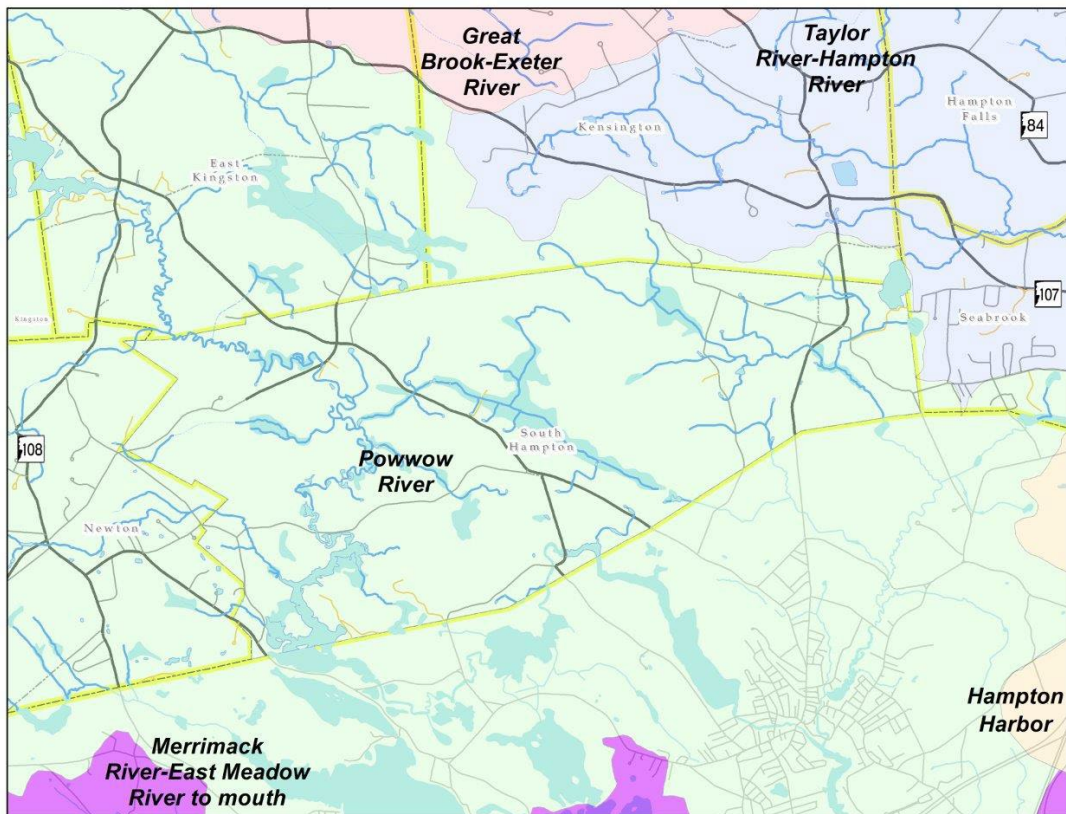 Great
Brook-Exeter
River
Taylor
River-Hampton
River
Kensington
Hampton
Falls
84
East
Kingston
107
Seabrook
Kingston
South
Hampton
108
Powwow
River
Newton
Hampton
Harbor
Merrimack
River-East Meadow
River to mouth